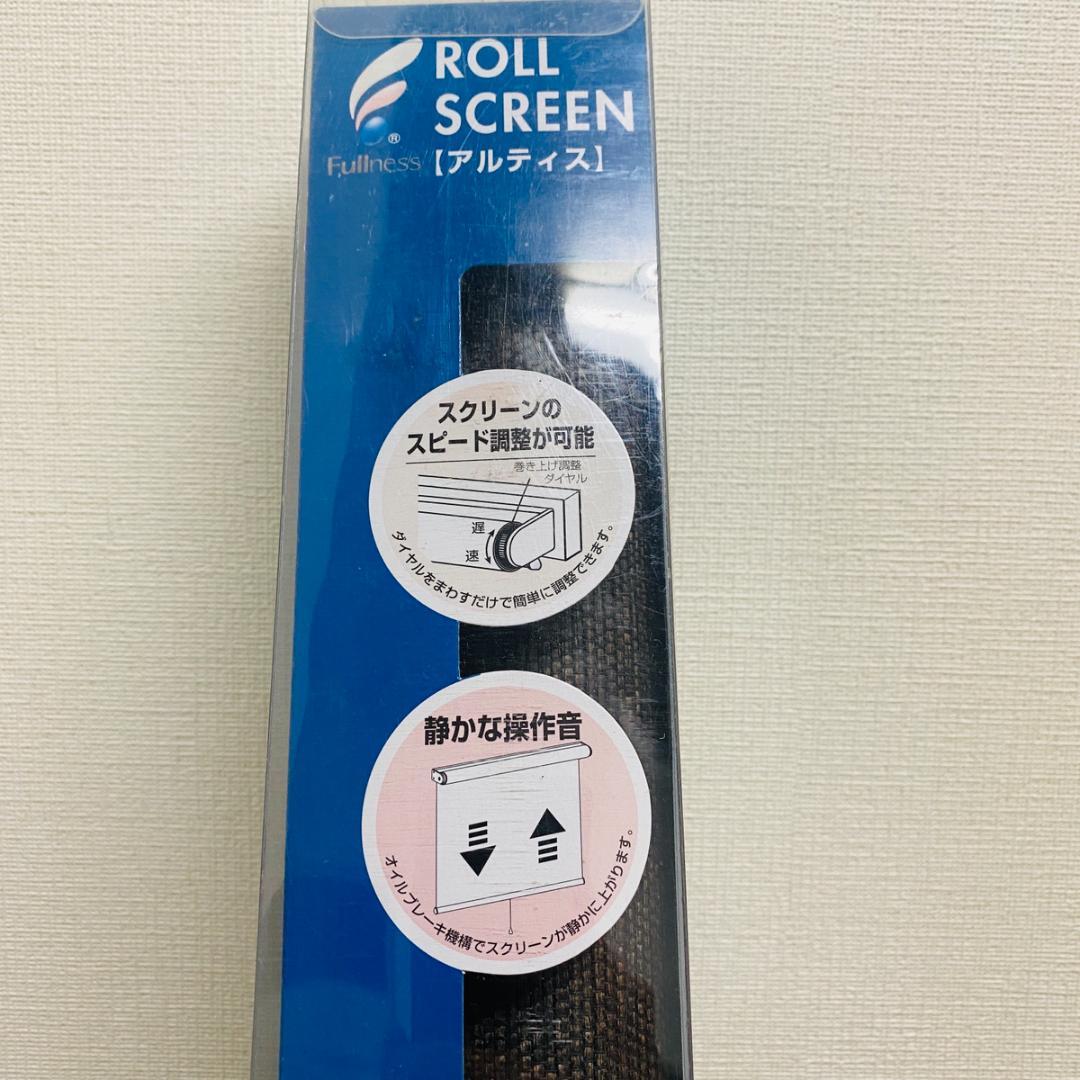 ROLL
SCREEN
Fullness®
【アルティス】
スクリーンの
スピード調整が可能
巻き上げ調整
ダイヤル
遅
速
ダイヤルをまわすだけで簡単に調整できます。
静かな操作音
オイルブレーキ機構でスクリーンが静かに上がります。